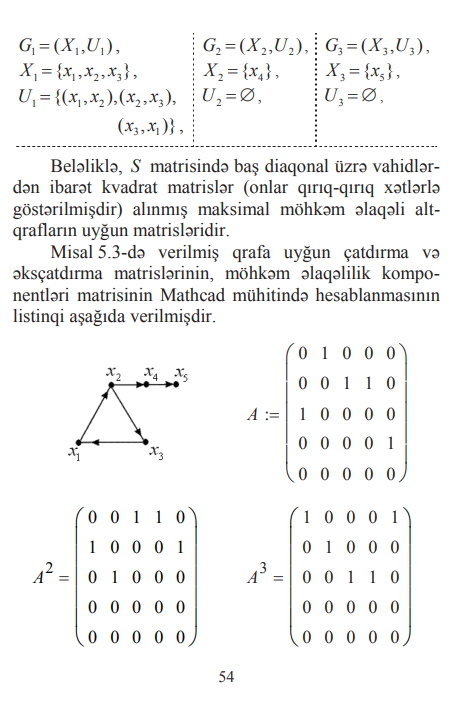 G₁ = (X₁,U₁), G₂ = (X₂,U₂), G₃ = (X₃,U₃),
X₁ = {x₁,x₂,x₃}, X₂ = {x₄}, X₃ = {x₅},
U₁ = {(x₁,x₂),(x₂,x₃), U₂ = ∅, U₃ = ∅,
(x₃,x₁)},
Beləliklə, S matrisində baş diaqonal üzrə vahidlər-
dən ibarət kvadrat matrislər (onlar qırıq-qırıq xətlərlə
göstərilmişdir) alınmış maksimal möhkəm əlaqəli alt-
qrafların uyğun matrisləridir.
Misal 5.3-də verilmiş qrafa uyğun çatdırma və
əksçatdırma matrislərinin, möhkəm əlaqəlilik kompo-
nentləri matrisinin Mathcad mühitində hesablanmasının
listinqi aşağıda verilmişdir.
x₂ x₄ x₅
x₁ x₃
0 1 0 0 0
0 0 1 1 0
A := 1 0 0 0 0
0 0 0 0 1
0 0 0 0 0
0 0 1 1 0
1 0 0 0 1
A² = 0 1 0 0 0
0 0 0 0 0
0 0 0 0 0
1 0 0 0 1
0 1 0 0 0
A³ = 0 0 1 1 0
0 0 0 0 0
0 0 0 0 0
54